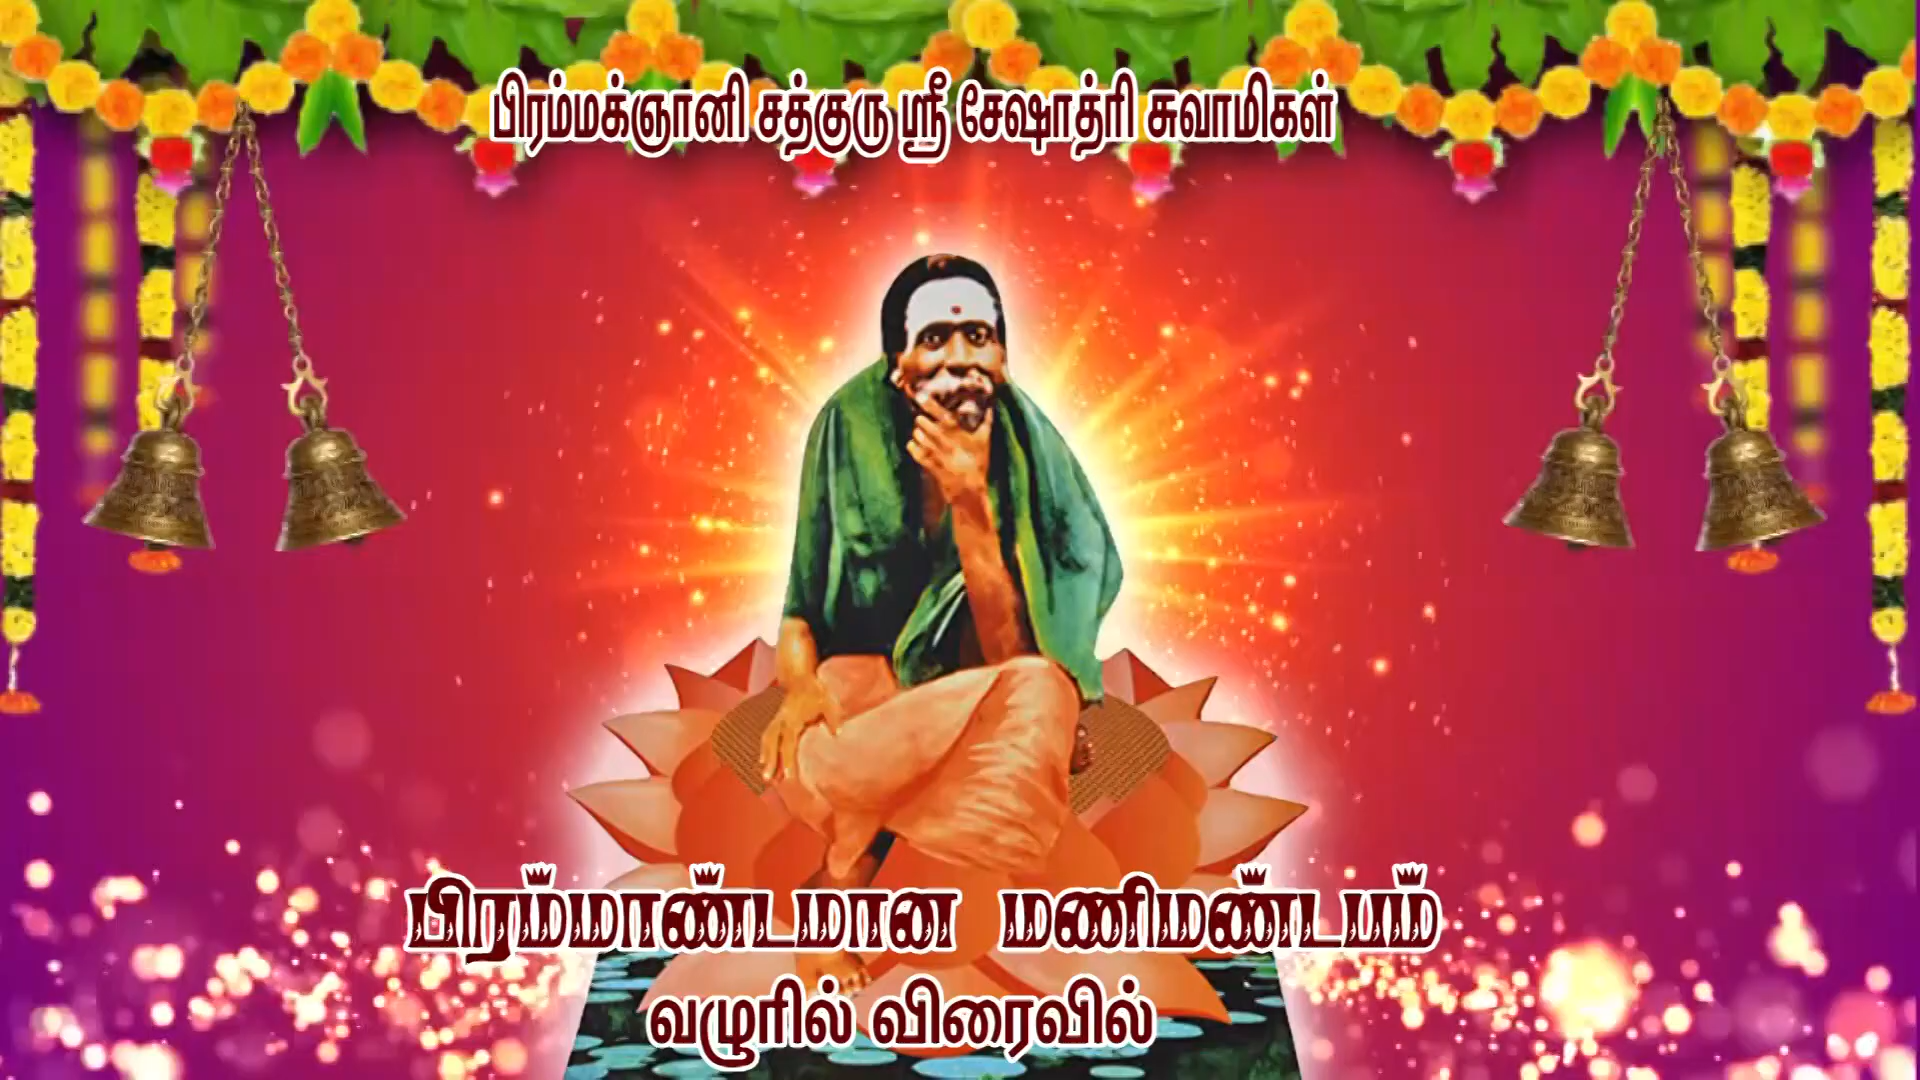 பிரம்மக்ஞானி சத்குரு ஸ்ரீ சேஷாத்ரி சுவாமிகள்
பிரம்மாண்டமான மணிமண்டபம்
வழூரில் விரைவில்